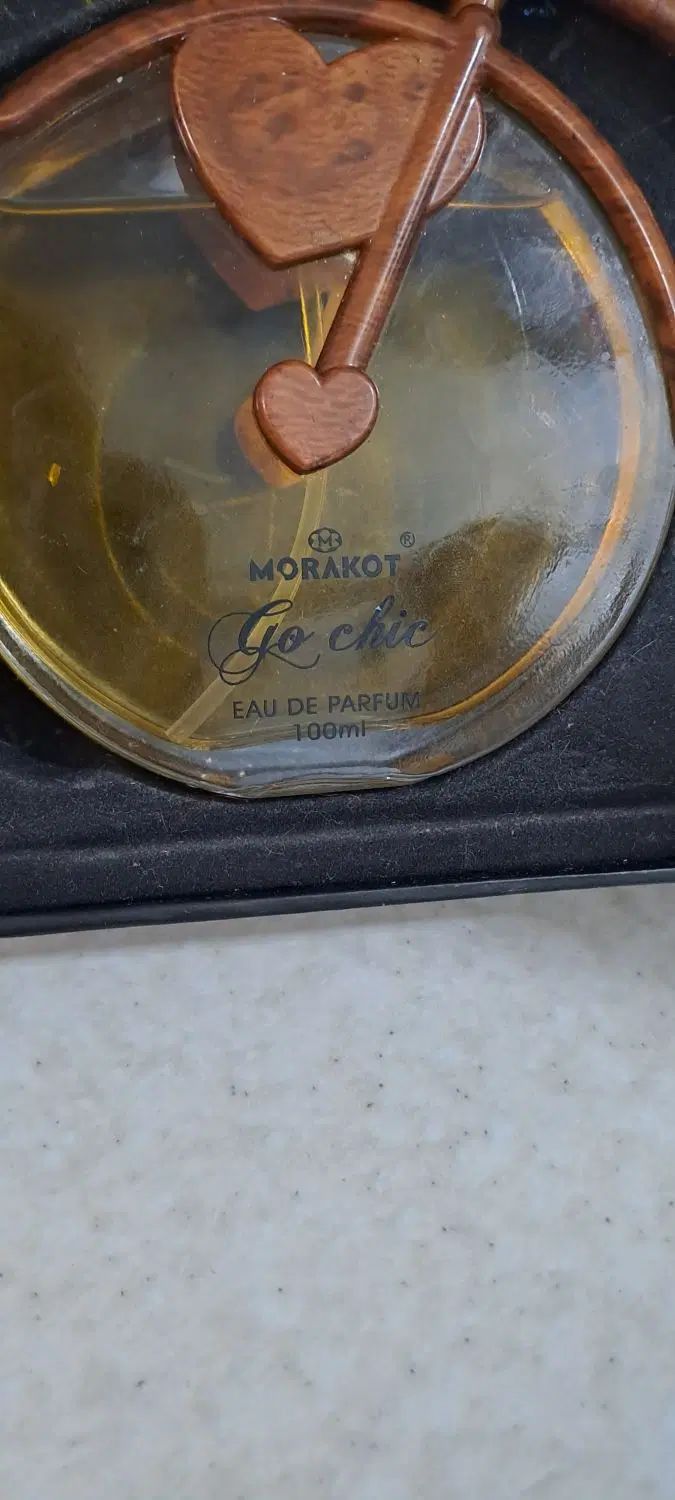 M
MORAKOT ®
Go chic
EAU DE PARFUM
100ml